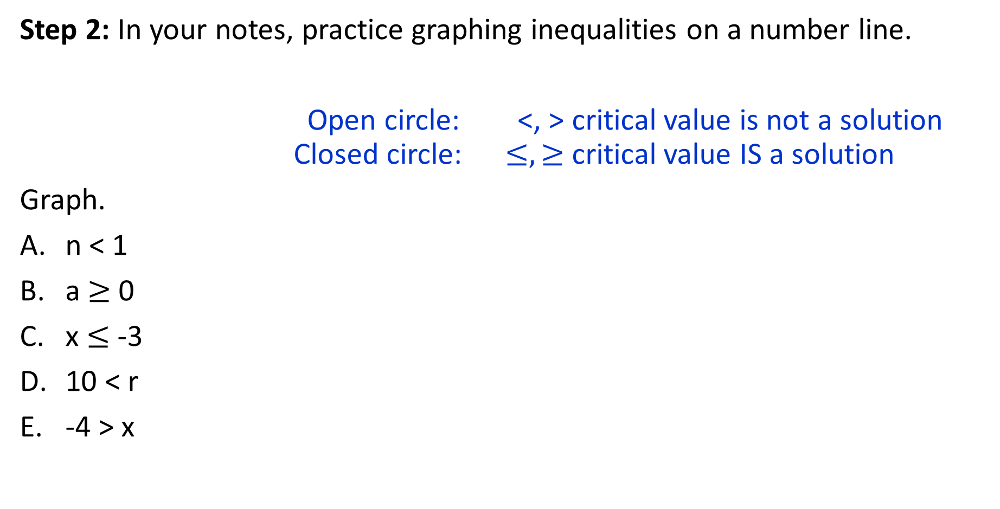 Step 2: In your notes, practice graphing inequalities on a number line.
Open circle: <, > critical value is not a solution
Closed circle: ≤, ≥ critical value IS a solution
Graph.
A. n < 1
B. a ≥ 0
C. x ≤ -3
D. 10 < r
E. -4 > x